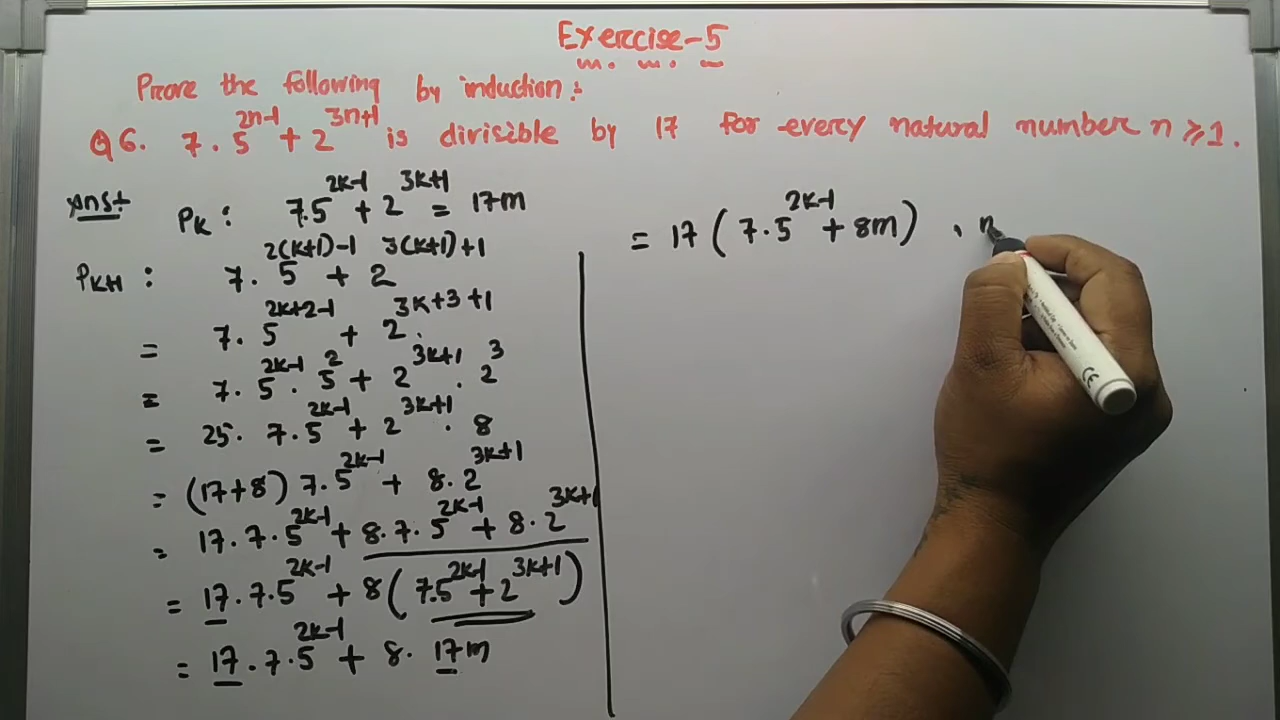 Exercise-5
Prove the following by induction:
Q6. 7.5^{2n-1} + 2^{3n+1} is divisible by 17 for every natural number n ≥ 1.
Ans:
P_K : 7.5^{2k-1} + 2^{3k+1} = 17m
P_{K+1} : 7.5^{2(k+1)-1} + 2^{3(k+1)+1}
= 7.5^{2k+2-1} + 2^{3k+3+1}
= 7.5^{2k-1}.5^2 + 2^{3k+1}.2^3
= 25.7.5^{2k-1} + 2^{3k+1}.8
= (17+8) 7.5^{2k-1} + 8.2^{3k+1}
= 17.7.5^{2k-1} + 8.7.5^{2k-1} + 8.2^{3k+1}
= 17.7.5^{2k-1} + 8(7.5^{2k-1} + 2^{3k+1})
= 17.7.5^{2k-1} + 8.17m
= 17(7.5^{2k-1} + 8m) ,
CE